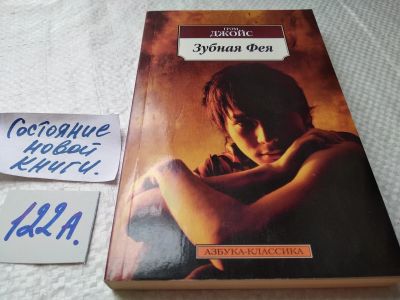 ГРЭМ
ДЖОЙС
Зубная Фея
АЗБУКА-КЛАССИКА
Состояние
новой
книги.
122А.